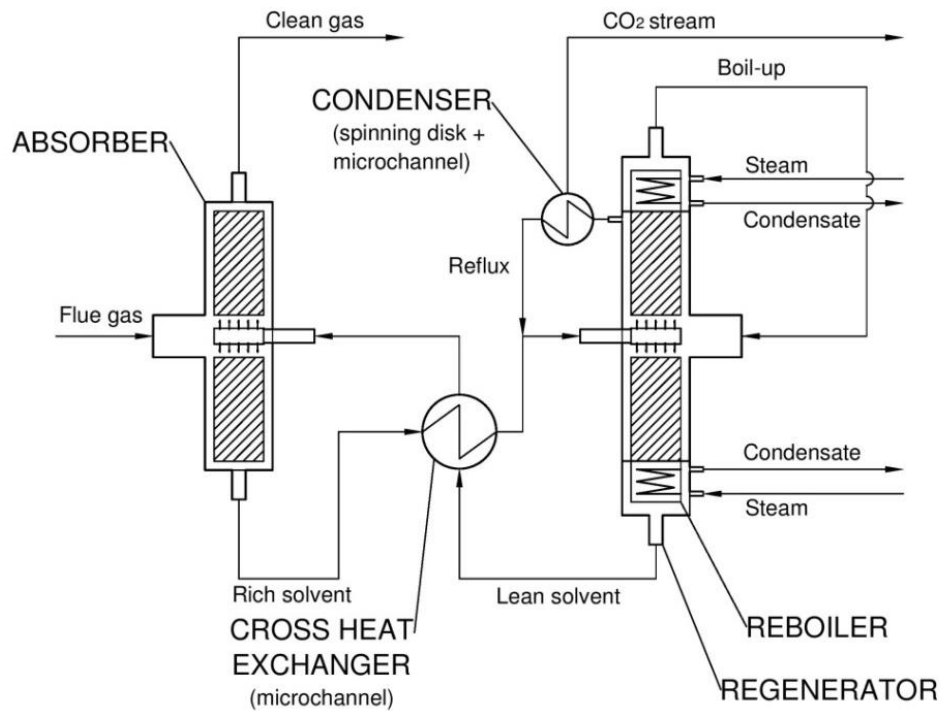 Clean gas
CO₂ stream
Boil-up
CONDENSER
(spinning disk +
microchannel)
ABSORBER
Steam
Condensate
Reflux
Flue gas
Condensate
Steam
Rich solvent
Lean solvent
CROSS HEAT
EXCHANGER
(microchannel)
REBOILER
REGENERATOR